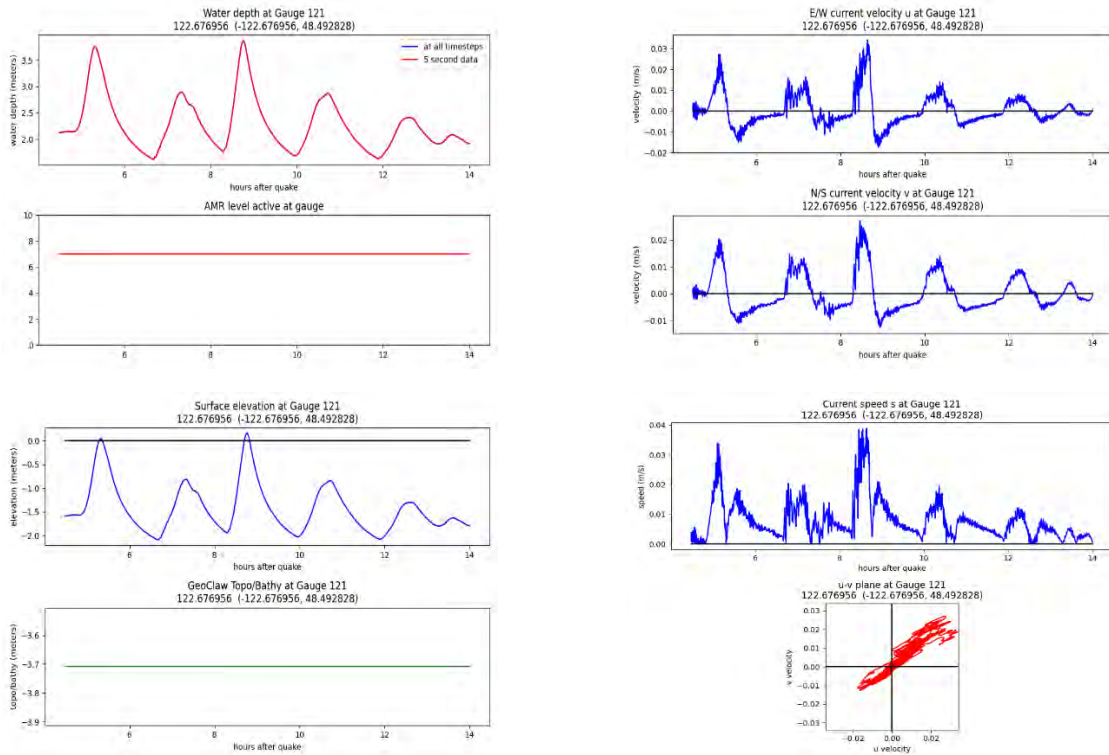 Water depth at Gauge 121
122.676956 (-122.676956, 48.492828)
at all timesteps
5 second data
water depth (meters)
3.5
3.0
2.5
2.0
6 8 10 12 14
hours after quake
AMR level active at gauge
10
8
6
4
2
0
6 8 10 12 14
hours after quake
Surface elevation at Gauge 121
122.676956 (-122.676956, 48.492828)
elevation (meters)
0.0
−0.5
−1.0
−1.5
−2.0
6 8 10 12 14
hours after quake
GeoClaw Topo/Bathy at Gauge 121
122.676956 (-122.676956, 48.492828)
topo/bathy (meters)
−3.6
−3.7
−3.8
−3.9
6 8 10 12 14
hours after quake
E/W current velocity u at Gauge 121
122.676956 (-122.676956, 48.492828)
velocity (m/s)
0.03
0.02
0.01
0.00
−0.01
−0.02
6 8 10 12 14
hours after quake
N/S current velocity v at Gauge 121
122.676956 (-122.676956, 48.492828)
velocity (m/s)
0.02
0.01
0.00
−0.01
6 8 10 12 14
hours after quake
Current speed s at Gauge 121
122.676956 (-122.676956, 48.492828)
speed (m/s)
0.04
0.03
0.02
0.01
0.00
6 8 10 12 14
hours after quake
u-v plane at Gauge 121
122.676956 (-122.676956, 48.492828)
v velocity
0.03
0.02
0.01
0.00
−0.01
−0.02
−0.03
−0.02 0.00 0.02
u velocity